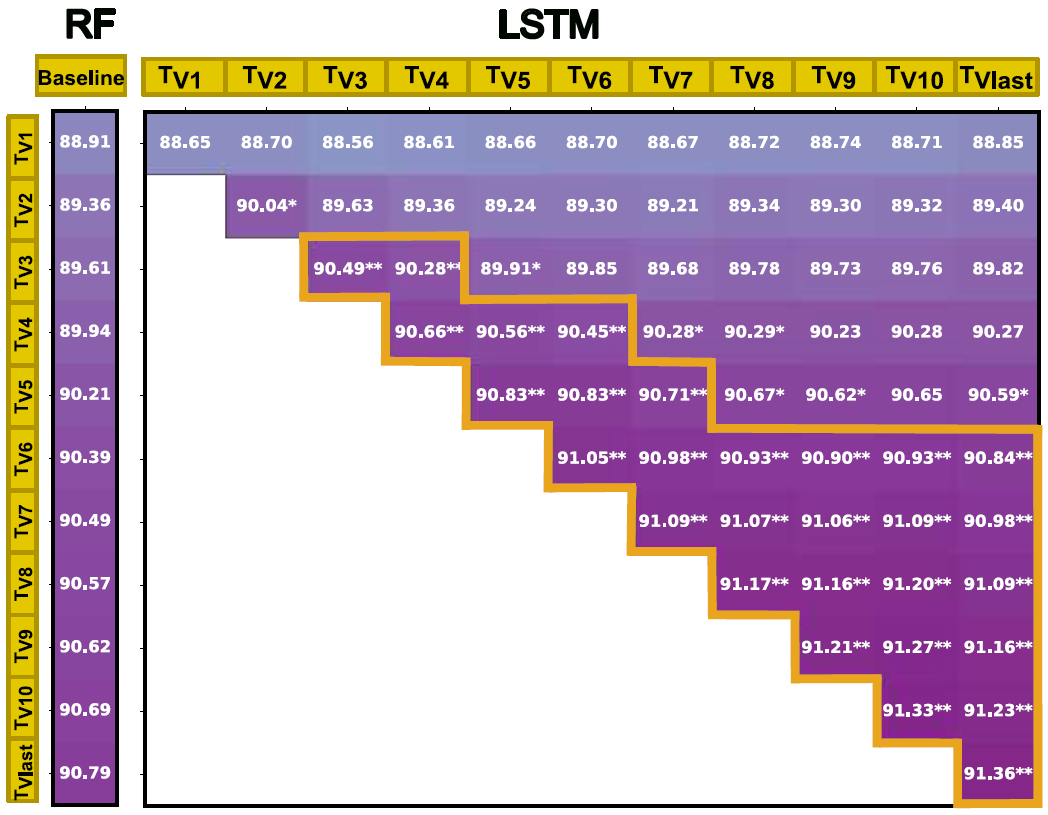 RF LSTM
Baseline TV1 TV2 TV3 TV4 TV5 TV6 TV7 TV8 TV9 TV10 TVlast
TV1 88.91 88.65 88.70 88.56 88.61 88.66 88.70 88.67 88.72 88.74 88.71 88.85
TV2 89.36 90.04* 89.63 89.36 89.24 89.30 89.21 89.34 89.30 89.32 89.40
TV3 89.61 90.49** 90.28** 89.91* 89.85 89.68 89.78 89.73 89.76 89.82
TV4 89.94 90.66** 90.56** 90.45** 90.28* 90.29* 90.23 90.28 90.27
TV5 90.21 90.83** 90.83** 90.71** 90.67* 90.62* 90.65 90.59*
TV6 90.39 91.05** 90.98** 90.93** 90.90** 90.93** 90.84**
TV7 90.49 91.09** 91.07** 91.06** 91.09** 90.98**
TV8 90.57 91.17** 91.16** 91.20** 91.09**
TV9 90.62 91.21** 91.27** 91.16**
TV10 90.69 91.33** 91.23**
TVlast 90.79 91.36**